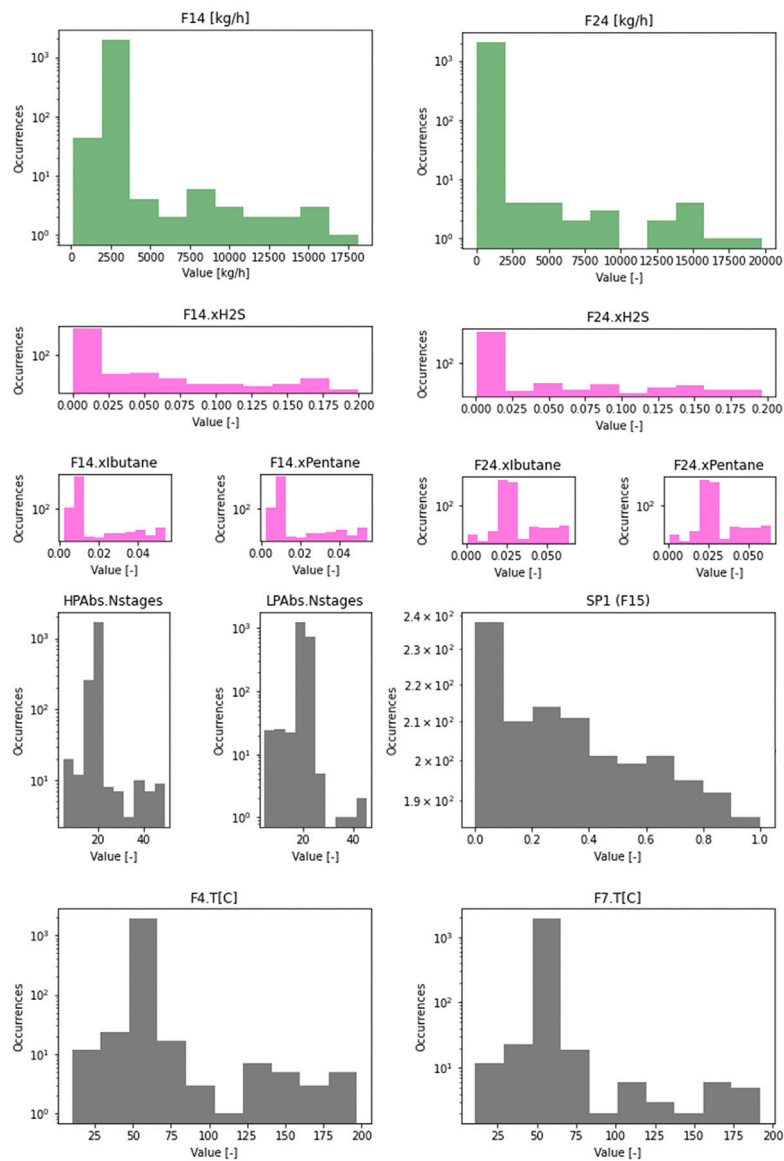 F14 [kg/h]
Occurrences
10³
10²
10¹
10⁰
0 2500 5000 7500 10000 12500 15000 17500
Value [kg/h]
F24 [kg/h]
Occurrences
10³
10²
10¹
10⁰
0 2500 5000 7500 10000 12500 15000 17500 20000
Value [-]
F14.xH2S
Occurrences
10²
0.000 0.025 0.050 0.075 0.100 0.125 0.150 0.175 0.200
Value [-]
F24.xH2S
Occurrences
10²
0.000 0.025 0.050 0.075 0.100 0.125 0.150 0.175 0.200
Value [-]
F14.xIbutane
Occurrences
10²
0.00 0.02 0.04
Value [-]
F14.xPentane
Occurrences
10²
0.00 0.02 0.04
Value [-]
F24.xIbutane
Occurrences
10²
0.000 0.025 0.050
Value [-]
F24.xPentane
Occurrences
10²
0.000 0.025 0.050
Value [-]
HPAbs.Nstages
Occurrences
10³
10²
10¹
20 40
Value [-]
LPAbs.Nstages
Occurrences
10³
10²
10¹
10⁰
20 40
Value [-]
SP1 (F15)
Occurrences
2.4 × 10²
2.3 × 10²
2.2 × 10²
2.1 × 10²
2 × 10²
1.9 × 10²
0.0 0.2 0.4 0.6 0.8 1.0
Value [-]
F4.T[C]
Occurrences
10³
10²
10¹
10⁰
25 50 75 100 125 150 175 200
Value [-]
F7.T[C]
Occurrences
10³
10²
10¹
25 50 75 100 125 150 175 200
Value [-]